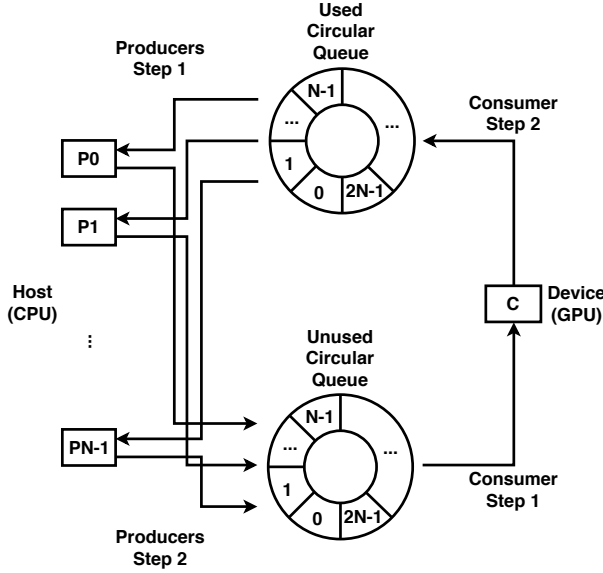 Used
Circular
Queue
Producers
Step 1
N-1
...
...
1
0
2N-1
Consumer
Step 2
P0
P1
Host
(CPU)
...
C
Device
(GPU)
Unused
Circular
Queue
N-1
...
...
1
0
2N-1
PN-1
Consumer
Step 1
Producers
Step 2